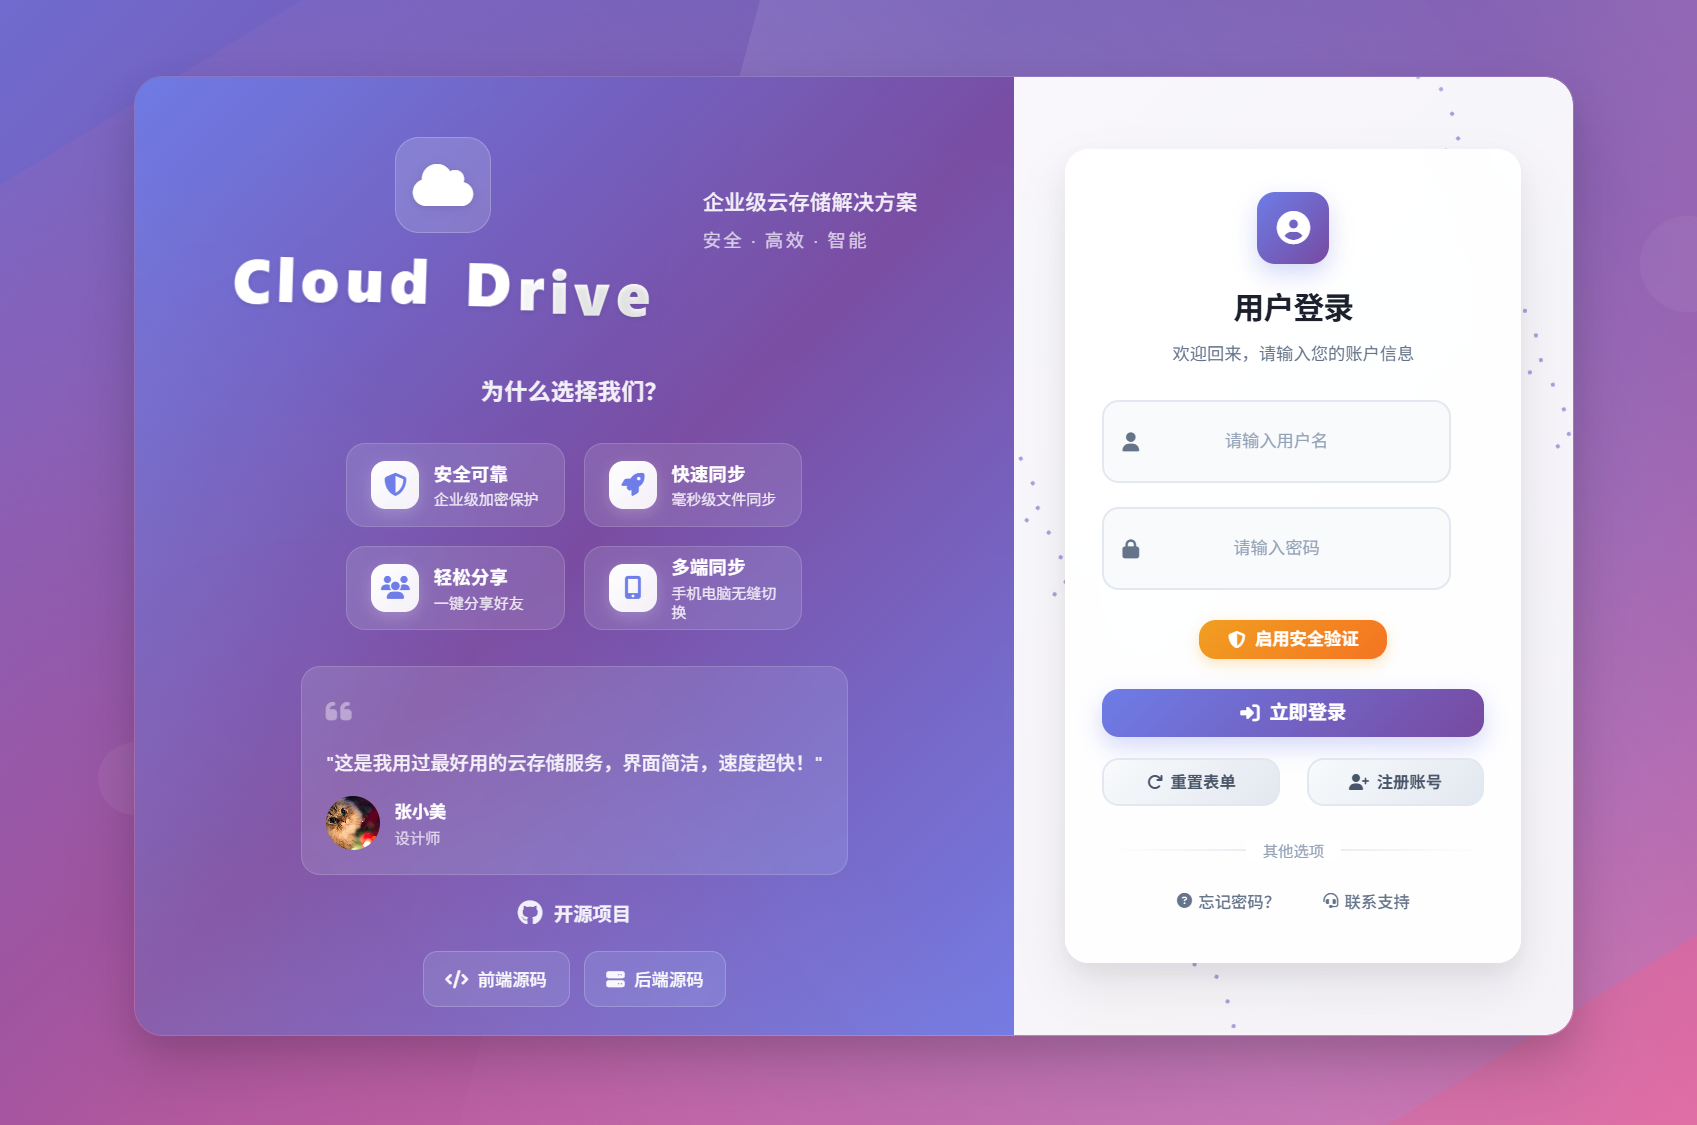 Cloud Drive
企业级云存储解决方案
安全 · 高效 · 智能
为什么选择我们?
安全可靠
企业级加密保护
快速同步
毫秒级文件同步
轻松分享
一键分享好友
多端同步
手机电脑无缝切
换
"这是我用过最好用的云存储服务，界面简洁，速度超快！"
张小美
设计师
开源项目
前端源码
后端源码
用户登录
欢迎回来，请输入您的账户信息
请输入用户名
请输入密码
启用安全验证
立即登录
重置表单
注册账号
其他选项
忘记密码?
联系支持